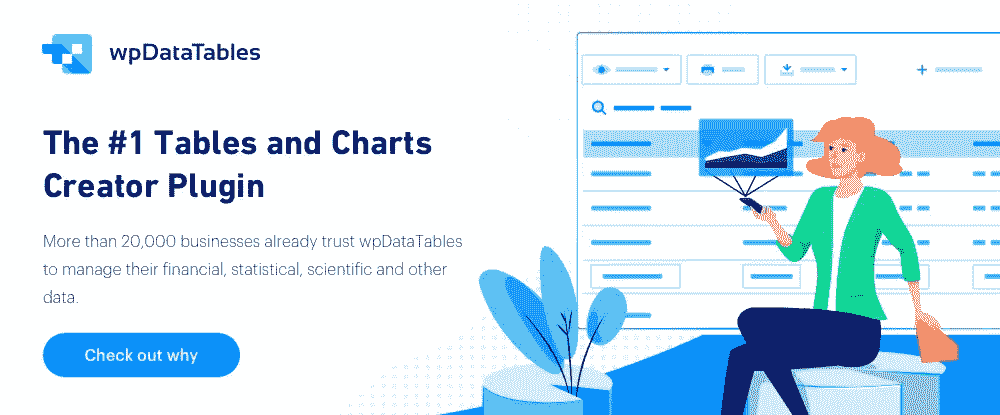 wpDataTables
The #1 Tables and Charts
Creator Plugin
More than 20,000 businesses already trust wpDataTables
to manage their financial, statistical, scientific and other
data.
Check out why